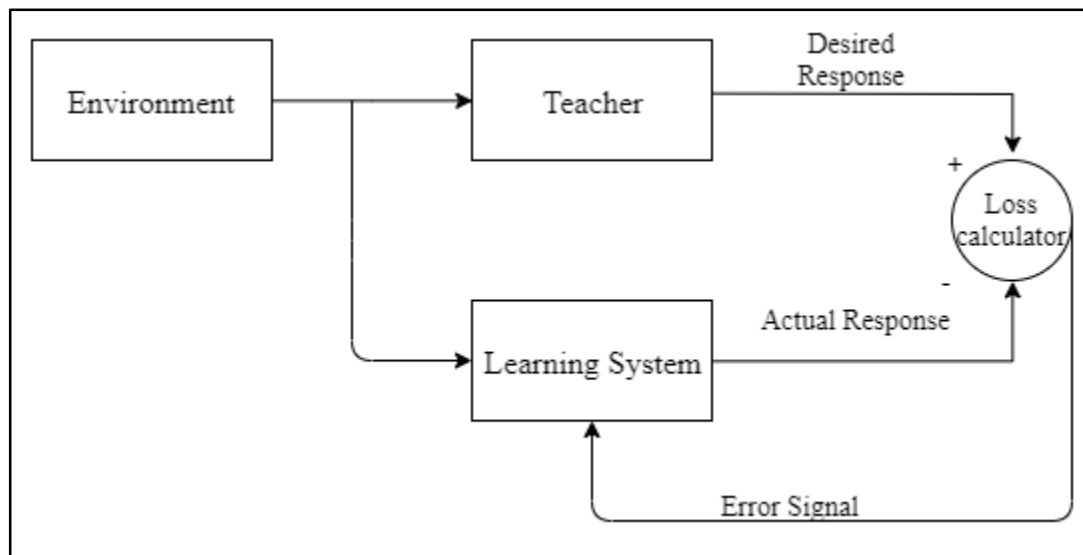 Environment
Teacher
Desired
Response
+
Loss
calculator
-
Actual Response
Learning System
Error Signal